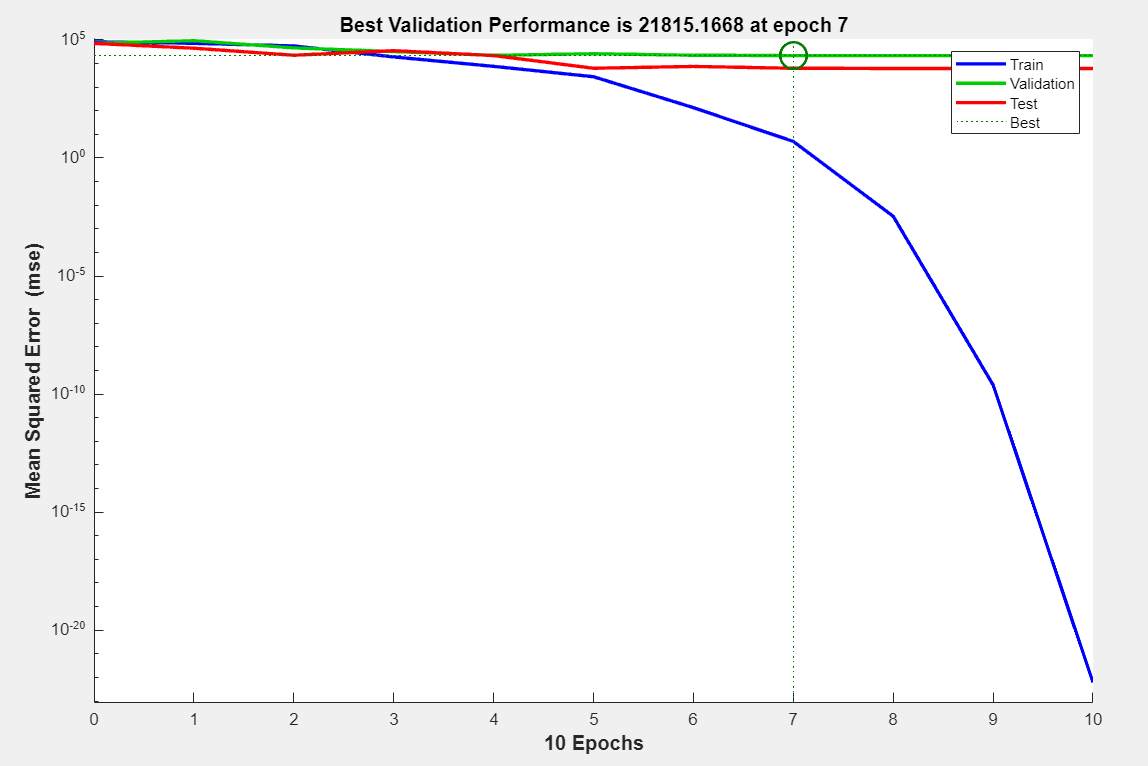 Best Validation Performance is 21815.1668 at epoch 7
Mean Squared Error (mse)
10^5
10^0
10^-5
10^-10
10^-15
10^-20
Train
Validation
Test
Best
0 1 2 3 4 5 6 7 8 9 10
10 Epochs